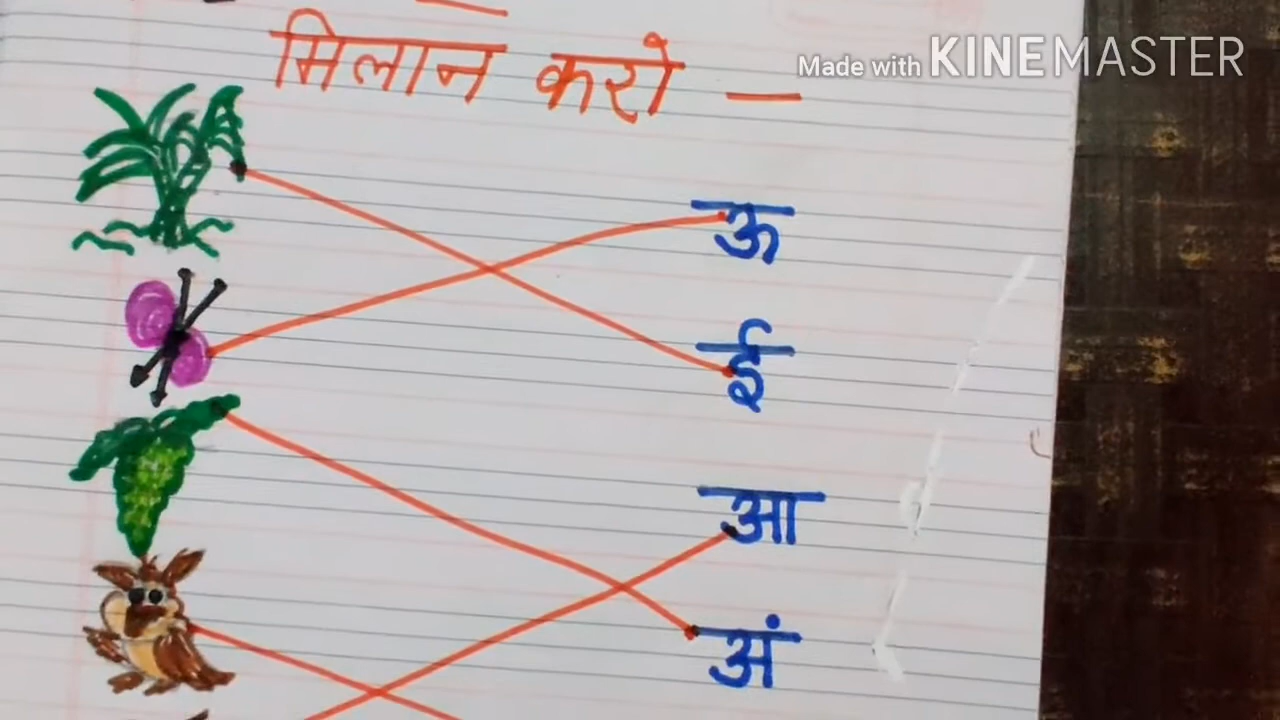 Made with KINEMASTER
मिलान करो —
ऊ
ई
आ
अं